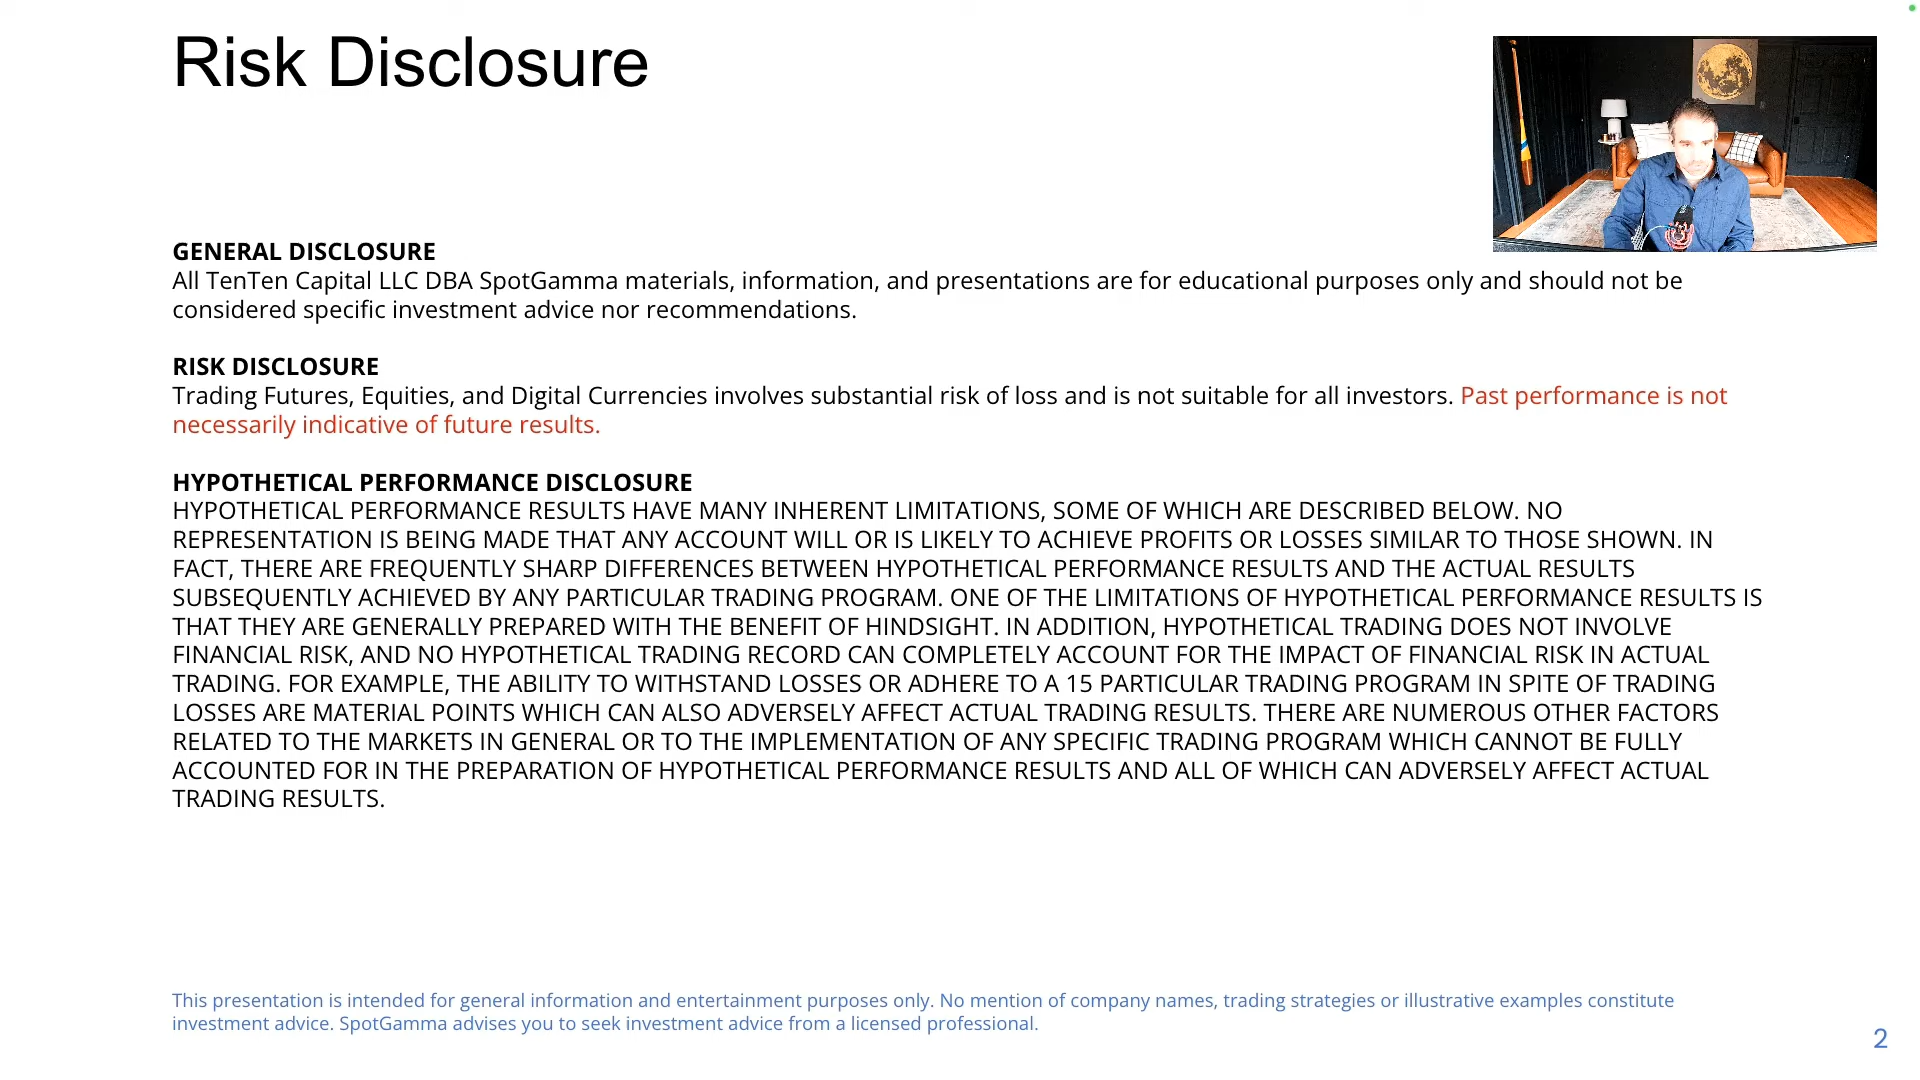 Risk Disclosure
GENERAL DISCLOSURE
All TenTen Capital LLC DBA SpotGamma materials, information, and presentations are for educational purposes only and should not be
considered specific investment advice nor recommendations.
RISK DISCLOSURE
Trading Futures, Equities, and Digital Currencies involves substantial risk of loss and is not suitable for all investors. Past performance is not
necessarily indicative of future results.
HYPOTHETICAL PERFORMANCE DISCLOSURE
HYPOTHETICAL PERFORMANCE RESULTS HAVE MANY INHERENT LIMITATIONS, SOME OF WHICH ARE DESCRIBED BELOW. NO
REPRESENTATION IS BEING MADE THAT ANY ACCOUNT WILL OR IS LIKELY TO ACHIEVE PROFITS OR LOSSES SIMILAR TO THOSE SHOWN. IN
FACT, THERE ARE FREQUENTLY SHARP DIFFERENCES BETWEEN HYPOTHETICAL PERFORMANCE RESULTS AND THE ACTUAL RESULTS
SUBSEQUENTLY ACHIEVED BY ANY PARTICULAR TRADING PROGRAM. ONE OF THE LIMITATIONS OF HYPOTHETICAL PERFORMANCE RESULTS IS
THAT THEY ARE GENERALLY PREPARED WITH THE BENEFIT OF HINDSIGHT. IN ADDITION, HYPOTHETICAL TRADING DOES NOT INVOLVE
FINANCIAL RISK, AND NO HYPOTHETICAL TRADING RECORD CAN COMPLETELY ACCOUNT FOR THE IMPACT OF FINANCIAL RISK IN ACTUAL
TRADING. FOR EXAMPLE, THE ABILITY TO WITHSTAND LOSSES OR ADHERE TO A 15 PARTICULAR TRADING PROGRAM IN SPITE OF TRADING
LOSSES ARE MATERIAL POINTS WHICH CAN ALSO ADVERSELY AFFECT ACTUAL TRADING RESULTS. THERE ARE NUMEROUS OTHER FACTORS
RELATED TO THE MARKETS IN GENERAL OR TO THE IMPLEMENTATION OF ANY SPECIFIC TRADING PROGRAM WHICH CANNOT BE FULLY
ACCOUNTED FOR IN THE PREPARATION OF HYPOTHETICAL PERFORMANCE RESULTS AND ALL OF WHICH CAN ADVERSELY AFFECT ACTUAL
TRADING RESULTS.
This presentation is intended for general information and entertainment purposes only. No mention of company names, trading strategies or illustrative examples constitute
investment advice. SpotGamma advises you to seek investment advice from a licensed professional.
2